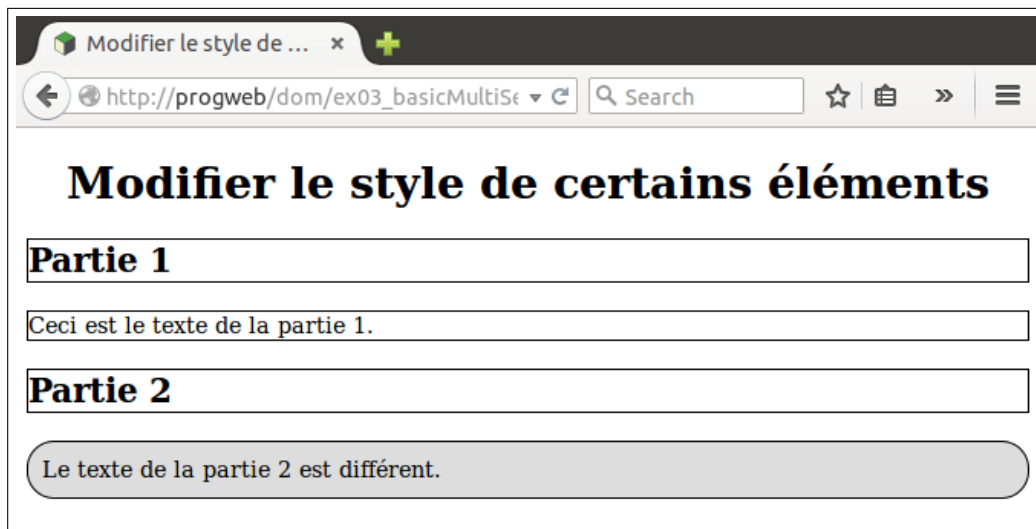 Modifier le style de ...
http://progweb/dom/ex03_basicMultiSe
Search
Modifier le style de certains éléments
Partie 1
Ceci est le texte de la partie 1.
Partie 2
Le texte de la partie 2 est différent.